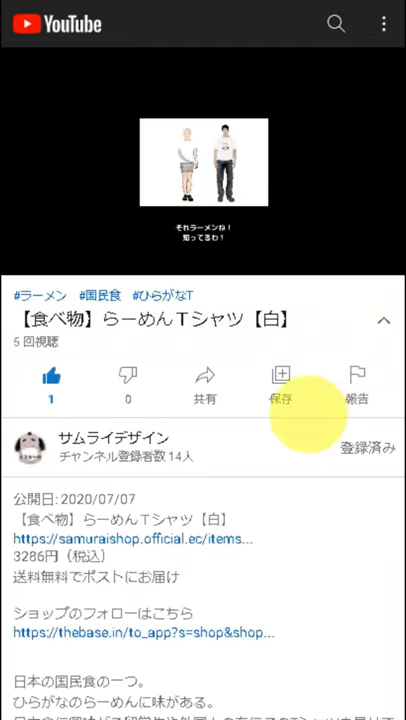 YouTube
それラーメンね！
知ってるわ！
#ラーメン #国民食 #ひらがなT
【食べ物】らーめんTシャツ【白】
5 回視聴
1
0
共有
保存
報告
サムライデザイン
チャンネル登録者数 14人
登録済み
公開日: 2020/07/07
【食べ物】らーめんTシャツ【白】
https://samuraishop.official.ec/items...
3286円（税込）
送料無料でポストにお届け
ショップのフォローはこちら
https://thebase.in/to_app?s=shop&shop...
日本の国民食の一つ。
ひらがなのらーめんに味がある。